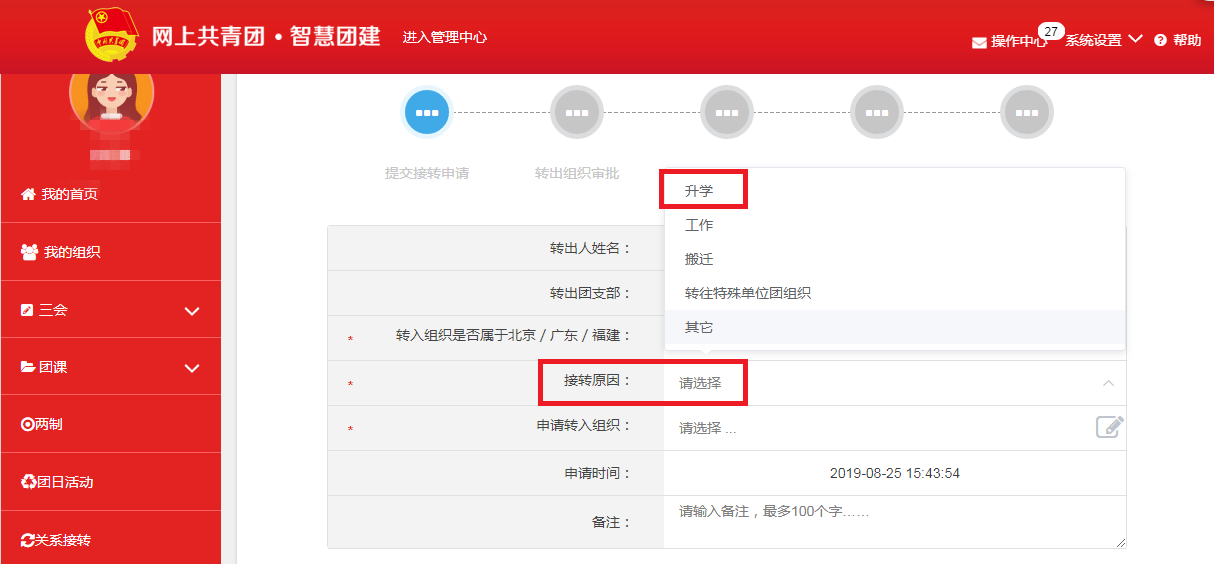 网上共青团·智慧团建
进入管理中心
操作中心
27
系统设置
帮助
我的首页
我的组织
三会
团课
两制
团日活动
关系接转
提交接转申请
转出组织审批
转出人姓名：
转出团支部：
* 转入组织是否属于北京 / 广东 / 福建：
升学
工作
搬迁
转往特殊单位团组织
其它
* 接转原因： 请选择
* 申请转入组织： 请选择 ...
申请时间： 2019-08-25 15:43:54
备注： 请输入备注，最多100个字……